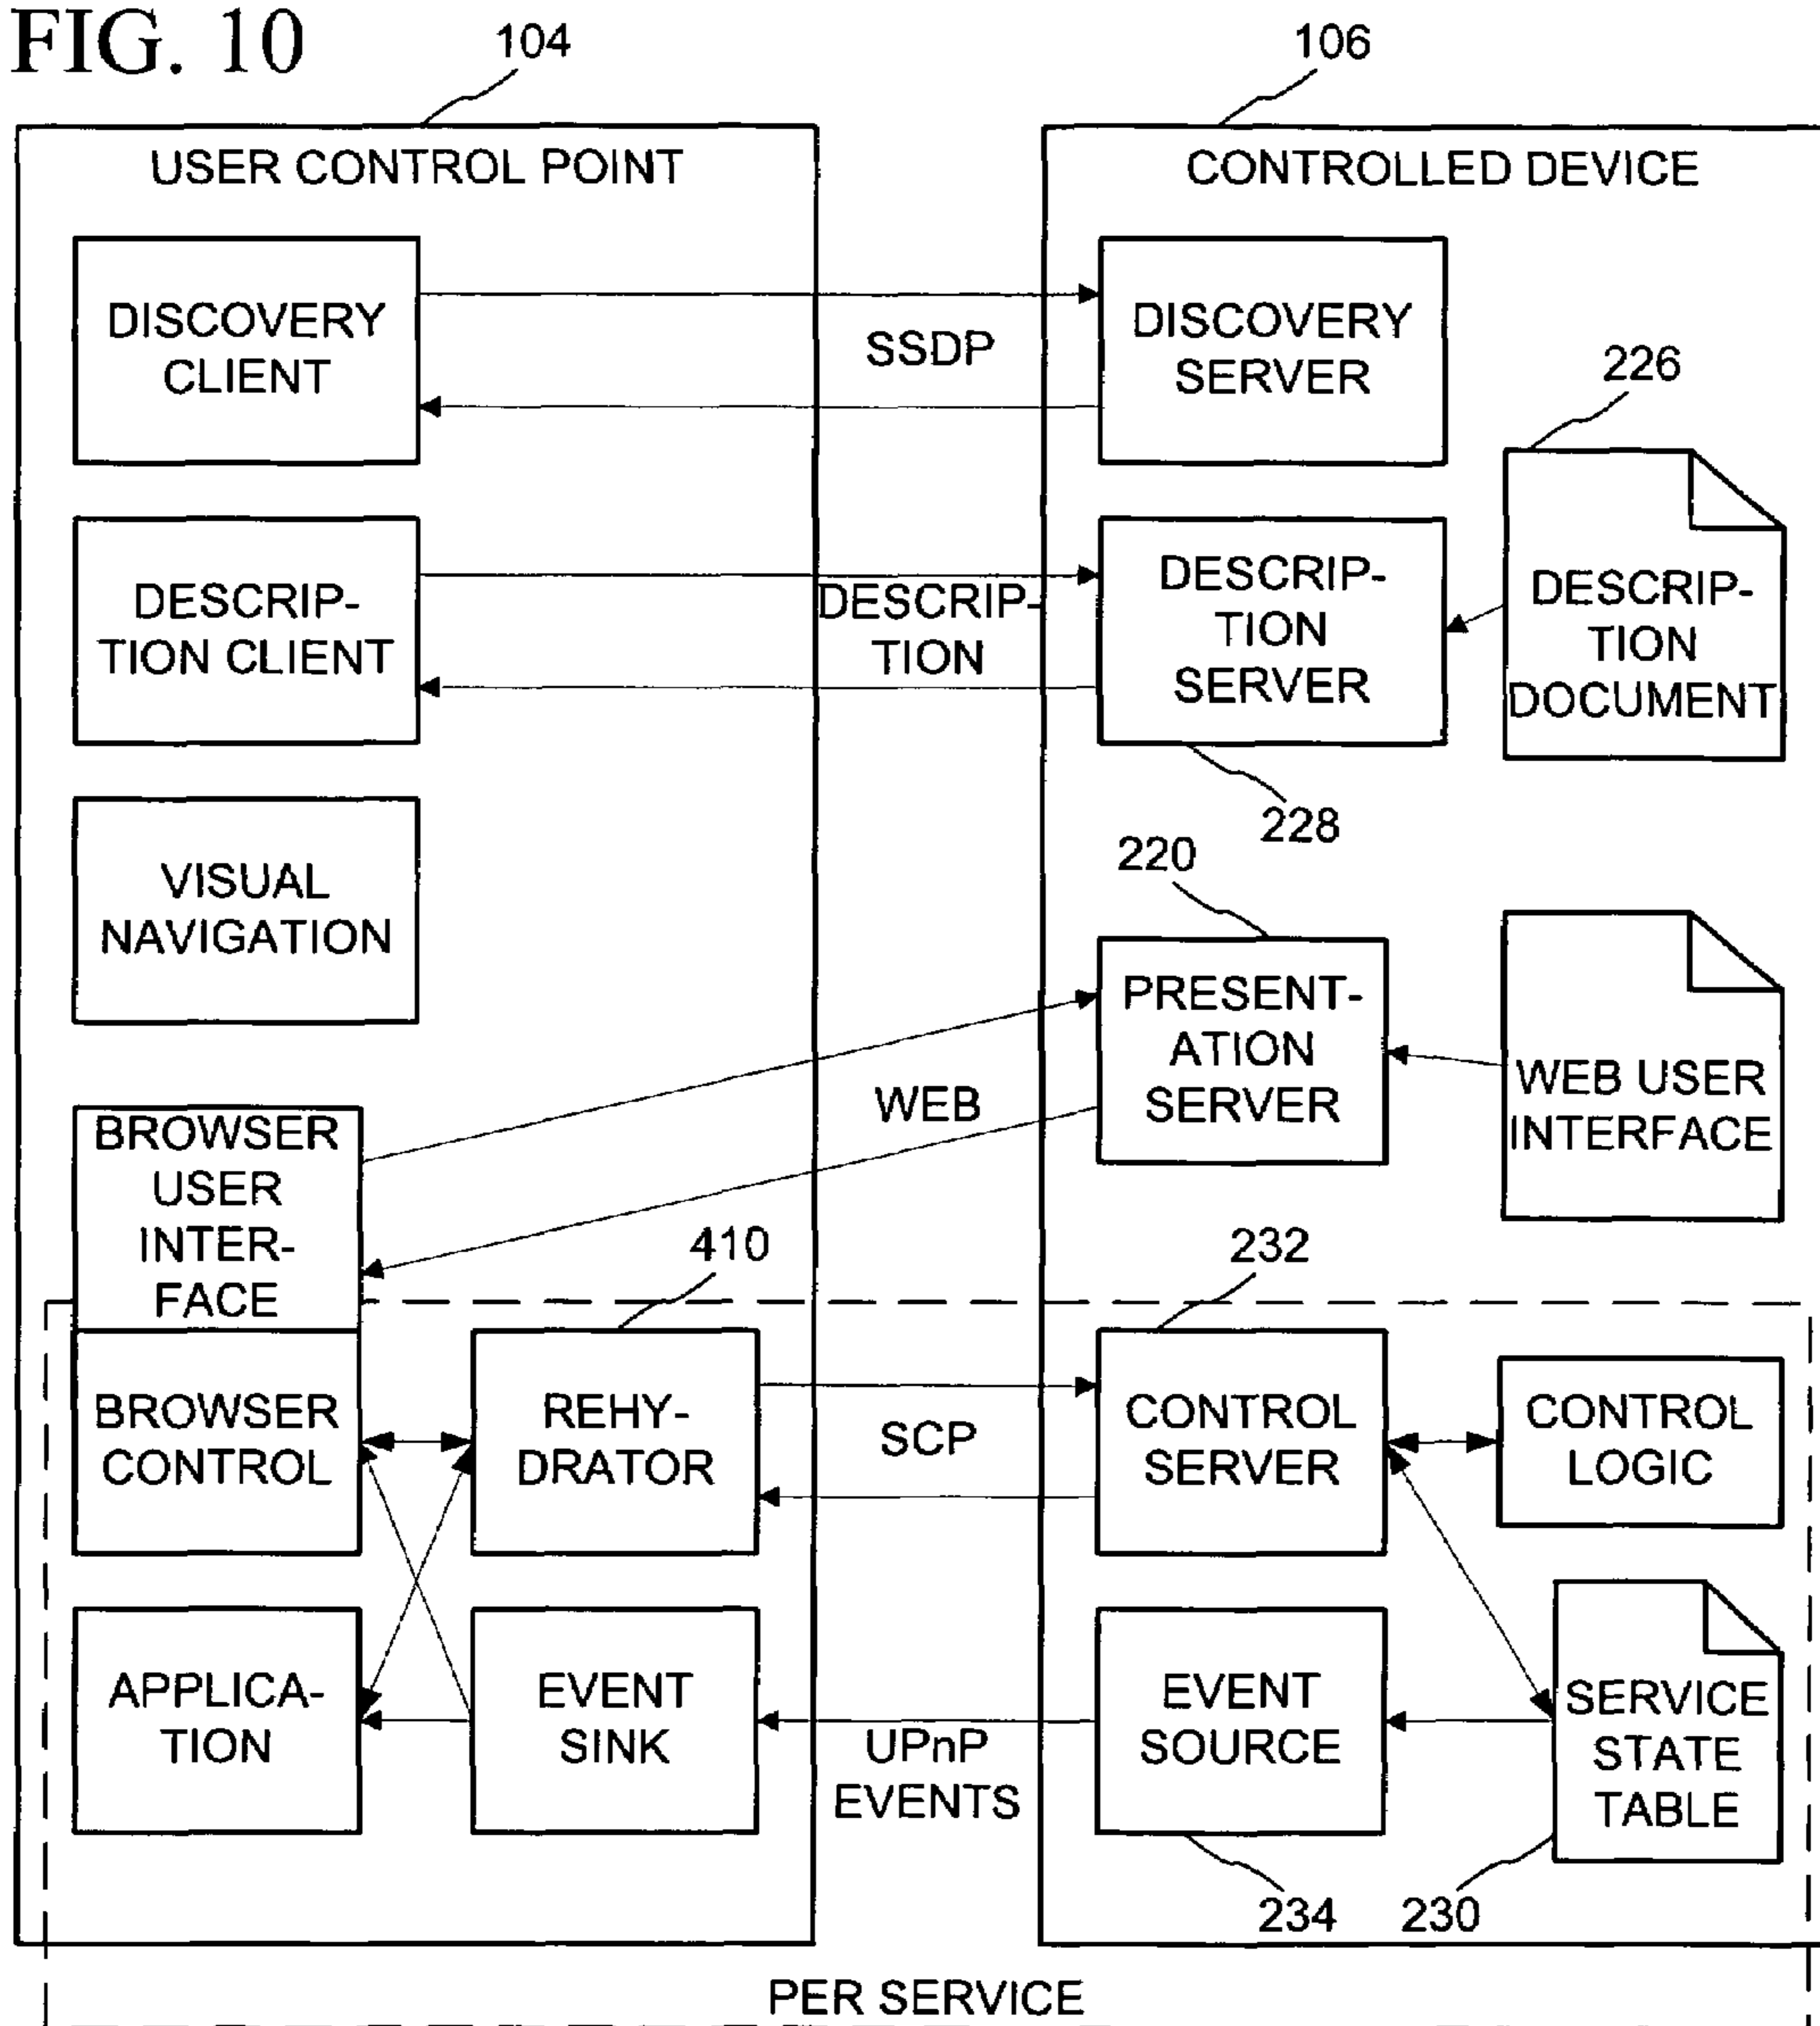 FIG. 10
104
106
USER CONTROL POINT
CONTROLLED DEVICE
DISCOVERY
CLIENT
SSDP
DISCOVERY
SERVER
226
DESCRIP-
TION CLIENT
DESCRIP-
TION
DESCRIP-
TION
SERVER
DESCRIP-
TION
DOCUMENT
228
VISUAL
NAVIGATION
220
PRESENT-
ATION
SERVER
WEB USER
INTERFACE
WEB
BROWSER
USER
INTER-
FACE
410
232
BROWSER
CONTROL
REHY-
DRATOR
SCP
CONTROL
SERVER
CONTROL
LOGIC
APPLICA-
TION
EVENT
SINK
UPnP
EVENTS
EVENT
SOURCE
SERVICE
STATE
TABLE
234
230
PER SERVICE